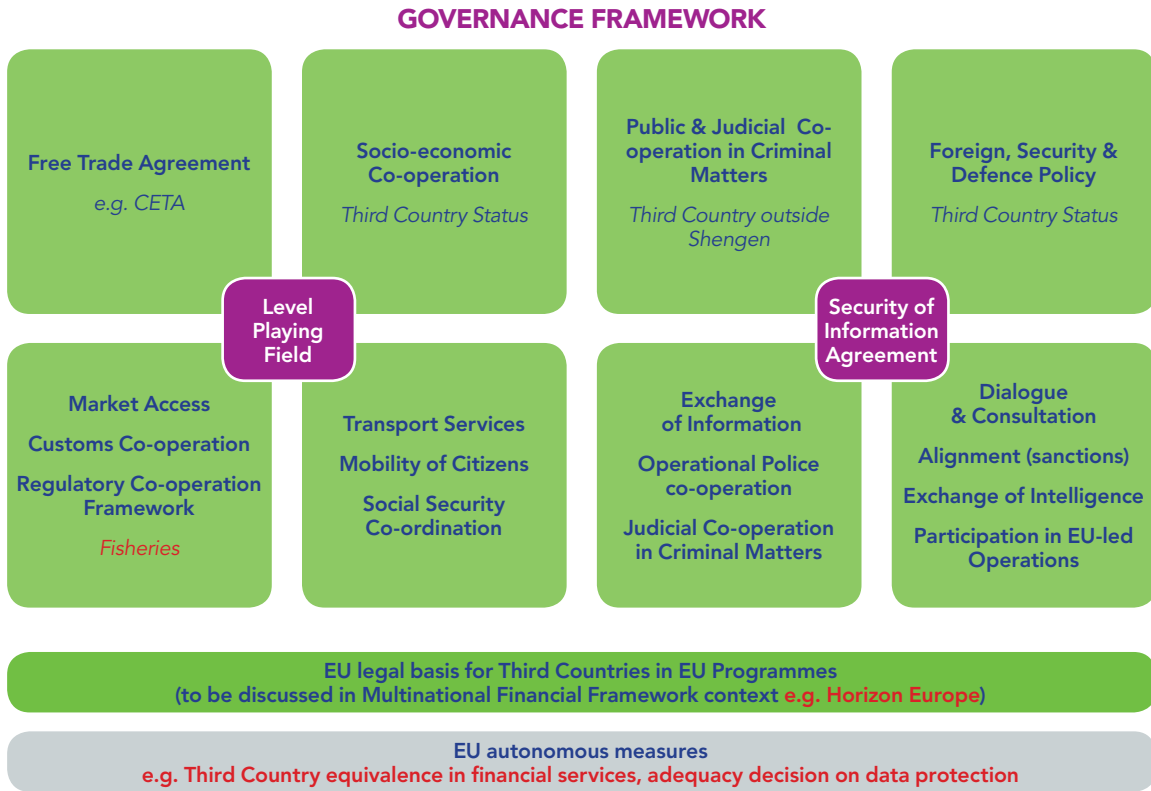 GOVERNANCE FRAMEWORK
Free Trade Agreement
e.g. CETA
Socio-economic
Co-operation
Third Country Status
Public & Judicial Co-
operation in Criminal
Matters
Third Country outside
Shengen
Foreign, Security &
Defence Policy
Third Country Status
Level
Playing
Field
Security of
Information
Agreement
Market Access
Customs Co-operation
Regulatory Co-operation
Framework
Fisheries
Transport Services
Mobility of Citizens
Social Security
Co-ordination
Exchange
of Information
Operational Police
co-operation
Judicial Co-operation
in Criminal Matters
Dialogue
& Consultation
Alignment (sanctions)
Exchange of Intelligence
Participation in EU-led
Operations
EU legal basis for Third Countries in EU Programmes
(to be discussed in Multinational Financial Framework context e.g. Horizon Europe)
EU autonomous measures
e.g. Third Country equivalence in financial services, adequacy decision on data protection